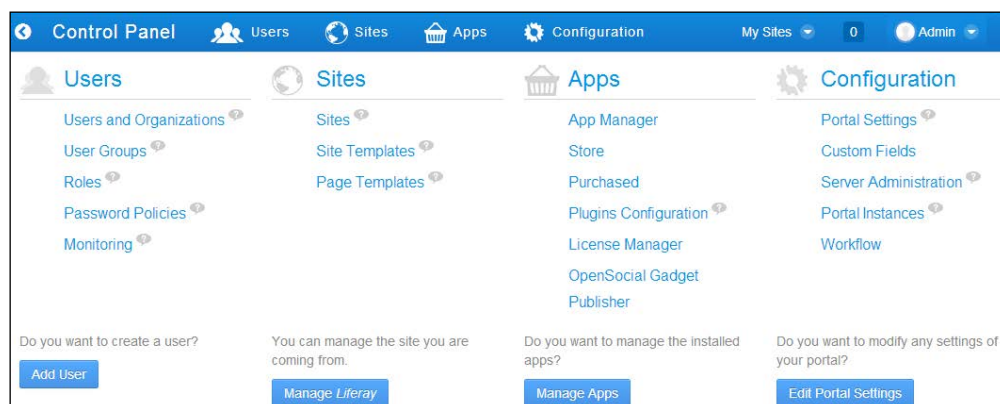 Control Panel Users Sites Apps Configuration My Sites 0 Admin
Users
Users and Organizations ?
User Groups ?
Roles ?
Password Policies ?
Monitoring ?
Do you want to create a user?
Add User
Sites
Sites ?
Site Templates ?
Page Templates ?
You can manage the site you are
coming from.
Manage Liferay
Apps
App Manager
Store
Purchased
Plugins Configuration ?
License Manager
OpenSocial Gadget
Publisher
Do you want to manage the installed
apps?
Manage Apps
Configuration
Portal Settings ?
Custom Fields
Server Administration ?
Portal Instances ?
Workflow
Do you want to modify any settings of
your portal?
Edit Portal Settings